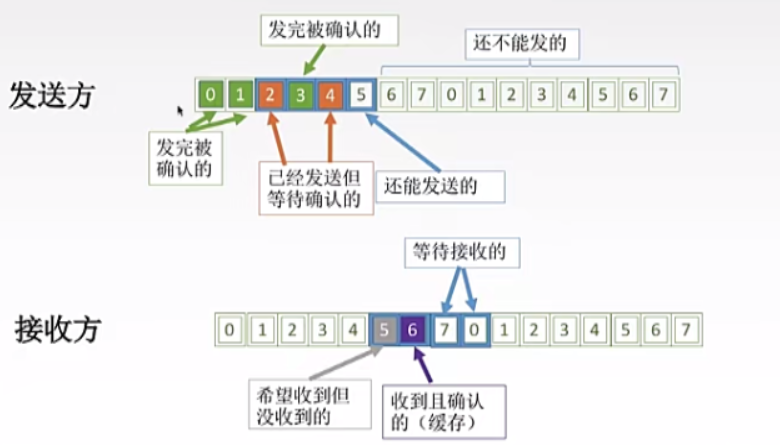 发完被确认的
还不能发的
发送方
0 1 2 3 4 5 6 7 0 1 2 3 4 5 6 7
发完被
确认的
已经发送但
等待确认的
还能发送的
等待接收的
接收方
0 1 2 3 4 5 6 7 0 1 2 3 4 5 6 7
希望收到但
没收到的
收到且确认
的（缓存）